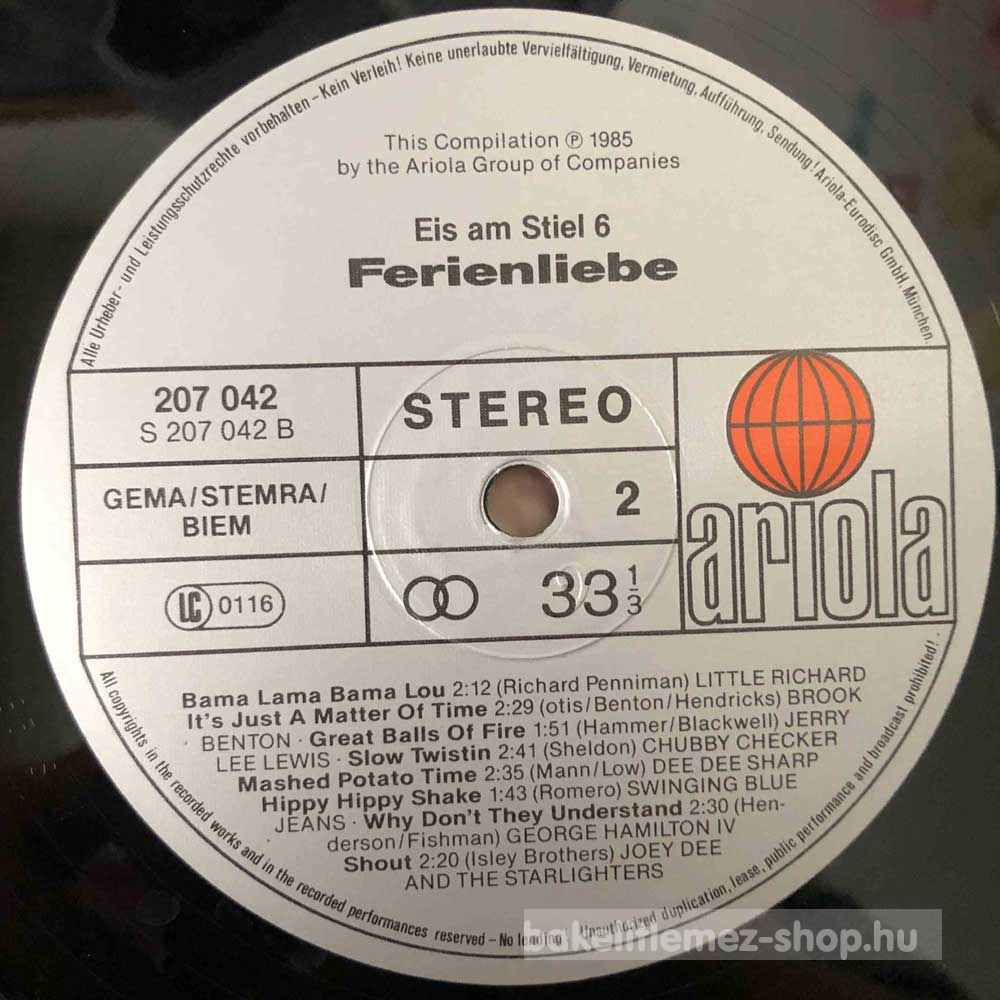 Alle Urheber- und Leistungsschutzrechte vorbehalten – Kein Verleih! Keine unerlaubte Vervielfältigung, Vermietung, Aufführung, Sendung! Ariola-Eurodisc GmbH, München.
This Compilation ℗ 1985
by the Ariola Group of Companies
Eis am Stiel 6
Ferienliebe
207 042
S 207 042 B
STEREO
GEMA/STEMRA/
BIEM
2
LC 0116
33 1/3
ariola
Bama Lama Bama Lou 2:12 (Richard Penniman) LITTLE RICHARD
It's Just A Matter Of Time 2:29 (otis/Benton/Hendricks) BROOK
BENTON · Great Balls Of Fire 1:51 (Hammer/Blackwell) JERRY
LEE LEWIS · Slow Twistin 2:41 (Sheldon) CHUBBY CHECKER
Mashed Potato Time 2:35 (Mann/Low) DEE DEE SHARP
Hippy Hippy Shake 1:43 (Romero) SWINGING BLUE
JEANS · Why Don't They Understand 2:30 (Hen-
derson/Fishman) GEORGE HAMILTON IV
Shout 2:20 (Isley Brothers) JOEY DEE
AND THE STARLIGHTERS
All copyrights in the recorded works and in the recorded performances reserved – No lending! Unauthorized duplication, lease, public performance and broadcast prohibited!
bakelitlemez-shop.hu